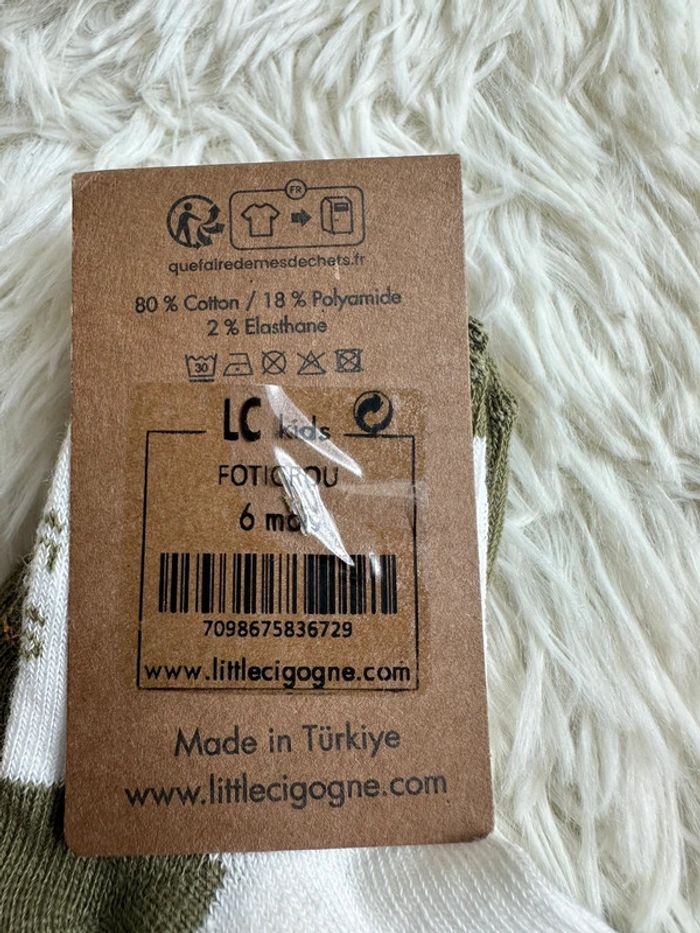 FR
quefairedemesdechets.fr
80 % Cotton / 18 % Polyamide
2 % Elasthane
30
LC kids
6 mois
7098675836729
www.littlecigogne.com
Made in Türkiye
www.littlecigogne.com